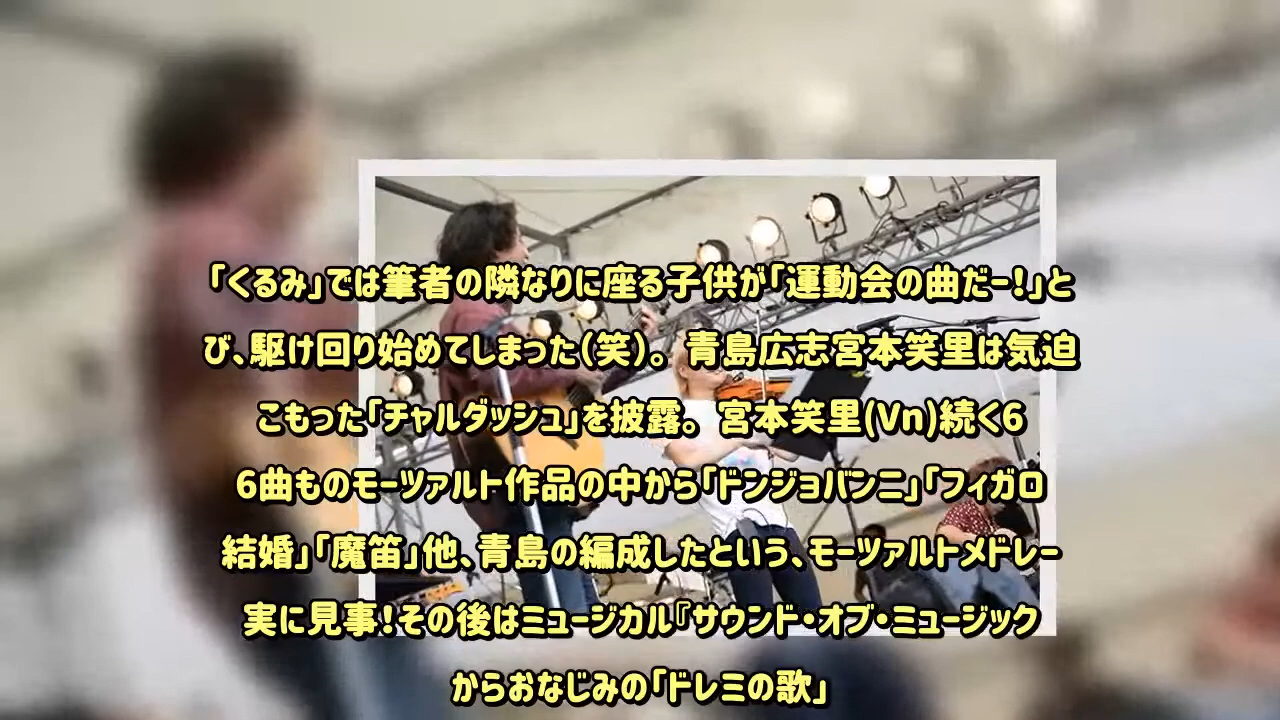 「くるみ」では筆者の隣なりに座る子供が「運動会の曲だー!」と
び、駆け回り始めてしまった(笑)。青島広志宮本笑里は気迫
こもった「チャルダッシュ」を披露。宮本笑里(Vn)続く6
6曲ものモーツァルト作品の中から「ドンジョバンニ」「フィガロ
結婚」「魔笛」他、青島の編成したという、モーツァルトメドレー
実に見事!その後はミュージカル『サウンド・オブ・ミュージック
からおなじみの「ドレミの歌」